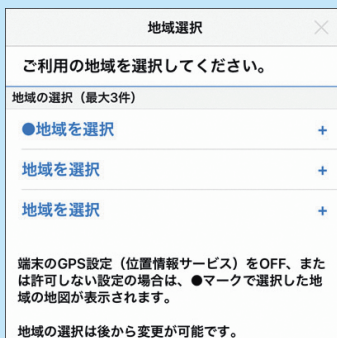 地域選択
ご利用の地域を選択してください。
地域の選択（最大3件）
●地域を選択 +
地域を選択 +
地域を選択 +
端末のGPS設定（位置情報サービス）をOFF、また
は許可しない設定の場合は、●マークで選択した地
域の地図が表示されます。
地域の選択は後から変更が可能です。